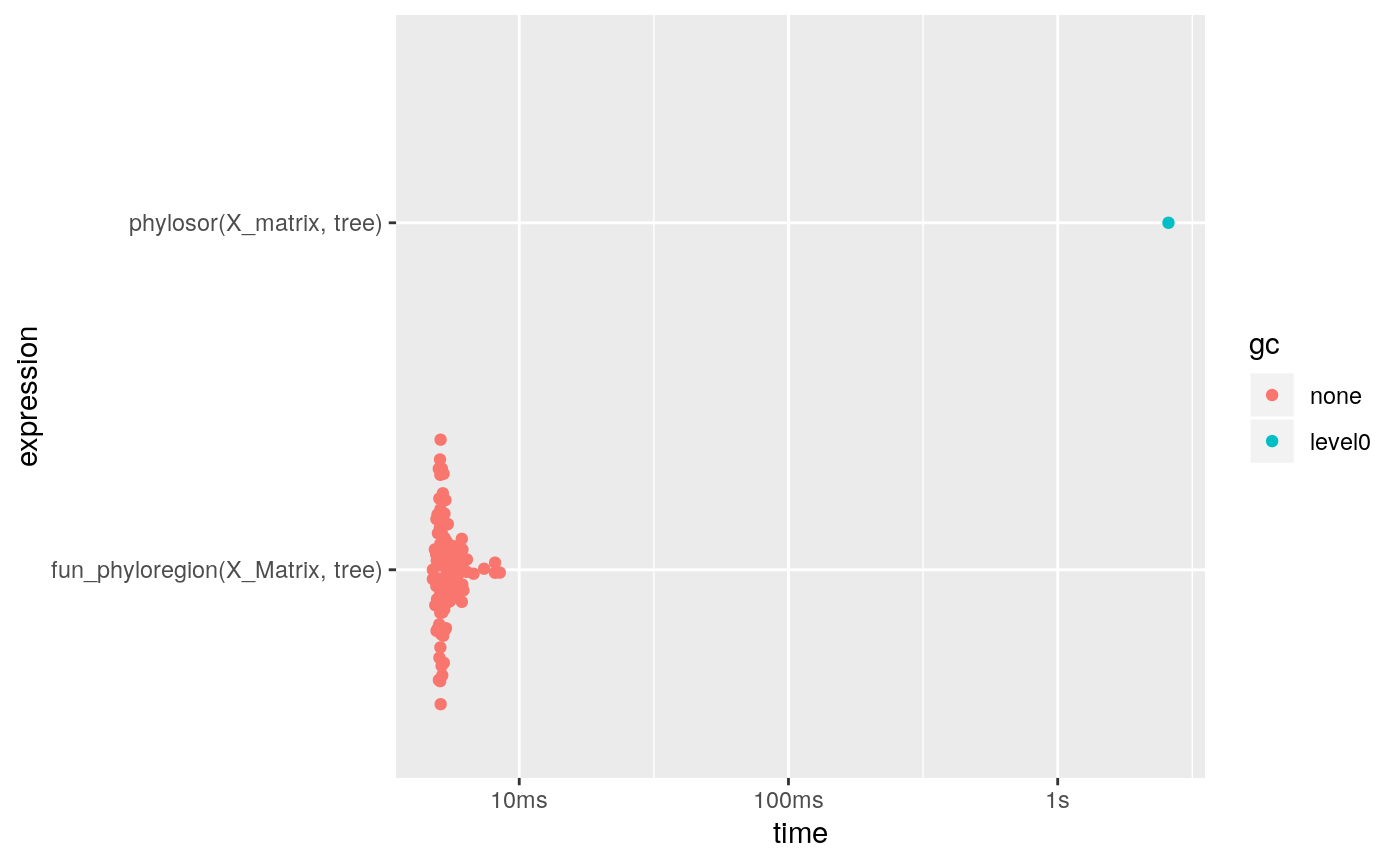 expression
phylosor(X_matrix, tree)
fun_phyloregion(X_Matrix, tree)
10ms
100ms
1s
time
gc
none
level0